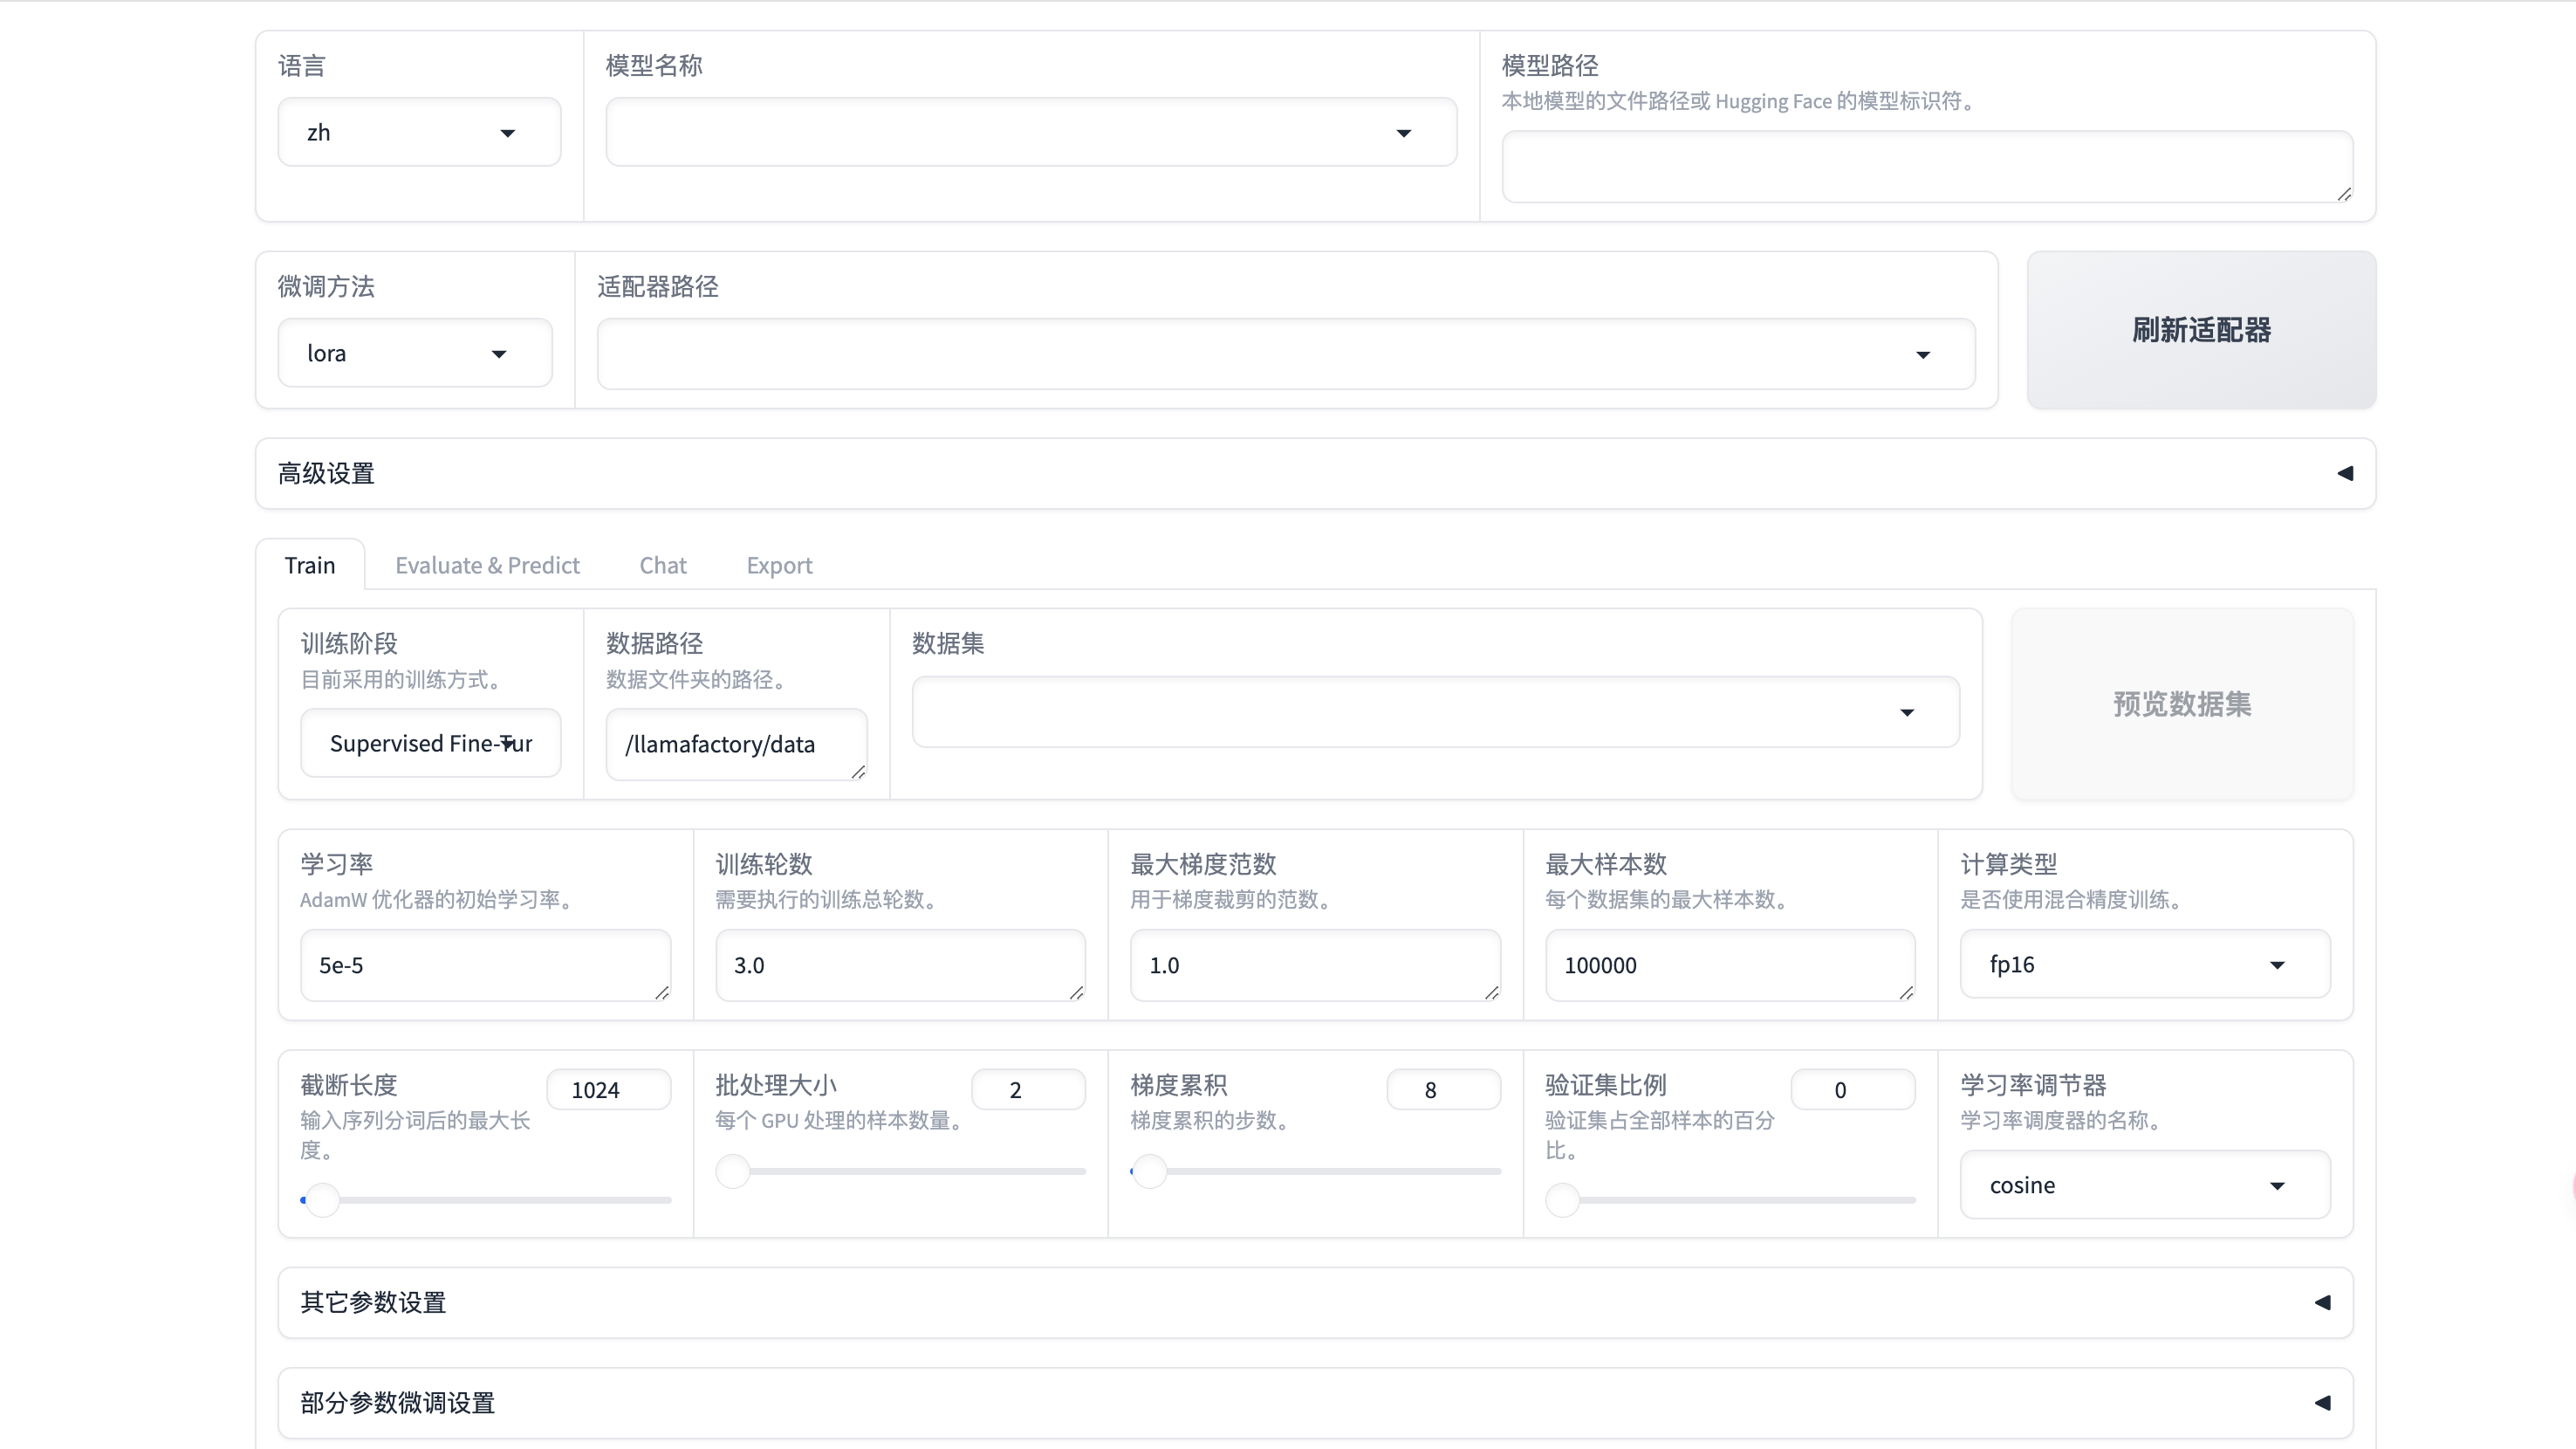 语言
zh
模型名称
模型路径
本地模型的文件路径或 Hugging Face 的模型标识符。
微调方法
lora
适配器路径
刷新适配器
高级设置
Train
Evaluate & Predict
Chat
Export
训练阶段
目前采用的训练方式。
Supervised Fine-Tur
数据路径
数据文件夹的路径。
/llamafactory/data
数据集
预览数据集
学习率
AdamW 优化器的初始学习率。
5e-5
训练轮数
需要执行的训练总轮数。
3.0
最大梯度范数
用于梯度裁剪的范数。
1.0
最大样本数
每个数据集的最大样本数。
100000
计算类型
是否使用混合精度训练。
fp16
截断长度
1024
输入序列分词后的最大长
度。
批处理大小
2
每个 GPU 处理的样本数量。
梯度累积
8
梯度累积的步数。
验证集比例
0
验证集占全部样本的百分
比。
学习率调节器
学习率调度器的名称。
cosine
其它参数设置
部分参数微调设置